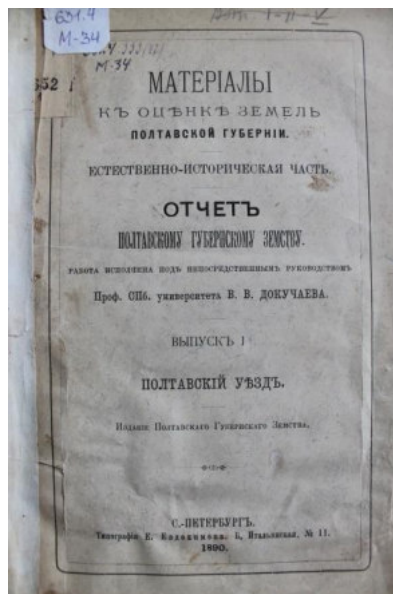 631.4
М-34
М-34
652
МАТЕРІАЛЫ
КЪ ОЦѢНКѢ ЗЕМЕЛЬ
ПОЛТАВСКОЙ ГУБЕРНІИ.
ЕСТЕСТВЕННО-ИСТОРИЧЕСКАЯ ЧАСТЬ.
ОТЧЕТЪ
ПОЛТАВСКОМУ ГУБЕРНСКОМУ ЗЕМСТВУ.
РАБОТА ИСПОЛНЕНА ПОДЪ НЕПОСРЕДСТВЕННЫМЪ РУКОВОДСТВОМЪ
Проф. СПб. университета В. В. ДОКУЧАЕВА.
ВЫПУСКЪ I
ПОЛТАВСКІЙ УѢЗДЪ.
Изданіе Полтавскаго Губернскаго Земства.
С.-ПЕТЕРБУРГЪ.
Типографія Е. Евдокимова. Б. Итальянская, № 11.
1890.